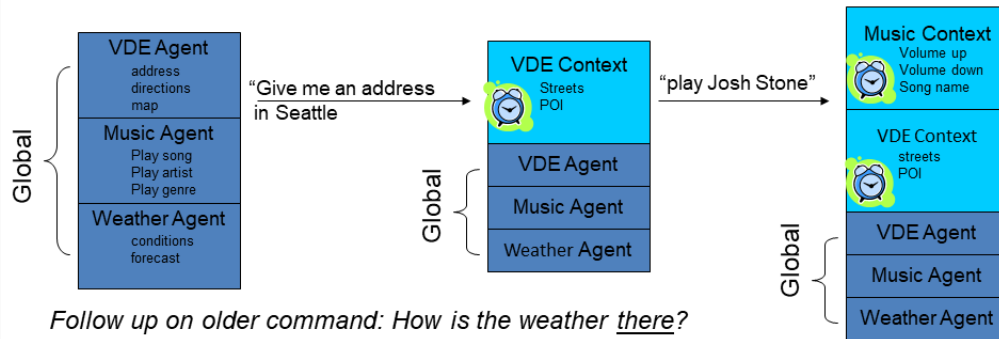 Global
VDE Agent
address
directions
map
Music Agent
Play song
Play artist
Play genre
Weather Agent
conditions
forecast
“Give me an address
in Seattle
VDE Context
Streets
POI
Global
VDE Agent
Music Agent
Weather Agent
“play Josh Stone”
Music Context
Volume up
Volume down
Song name
VDE Context
streets
POI
Global
VDE Agent
Music Agent
Weather Agent
Follow up on older command: How is the weather there?